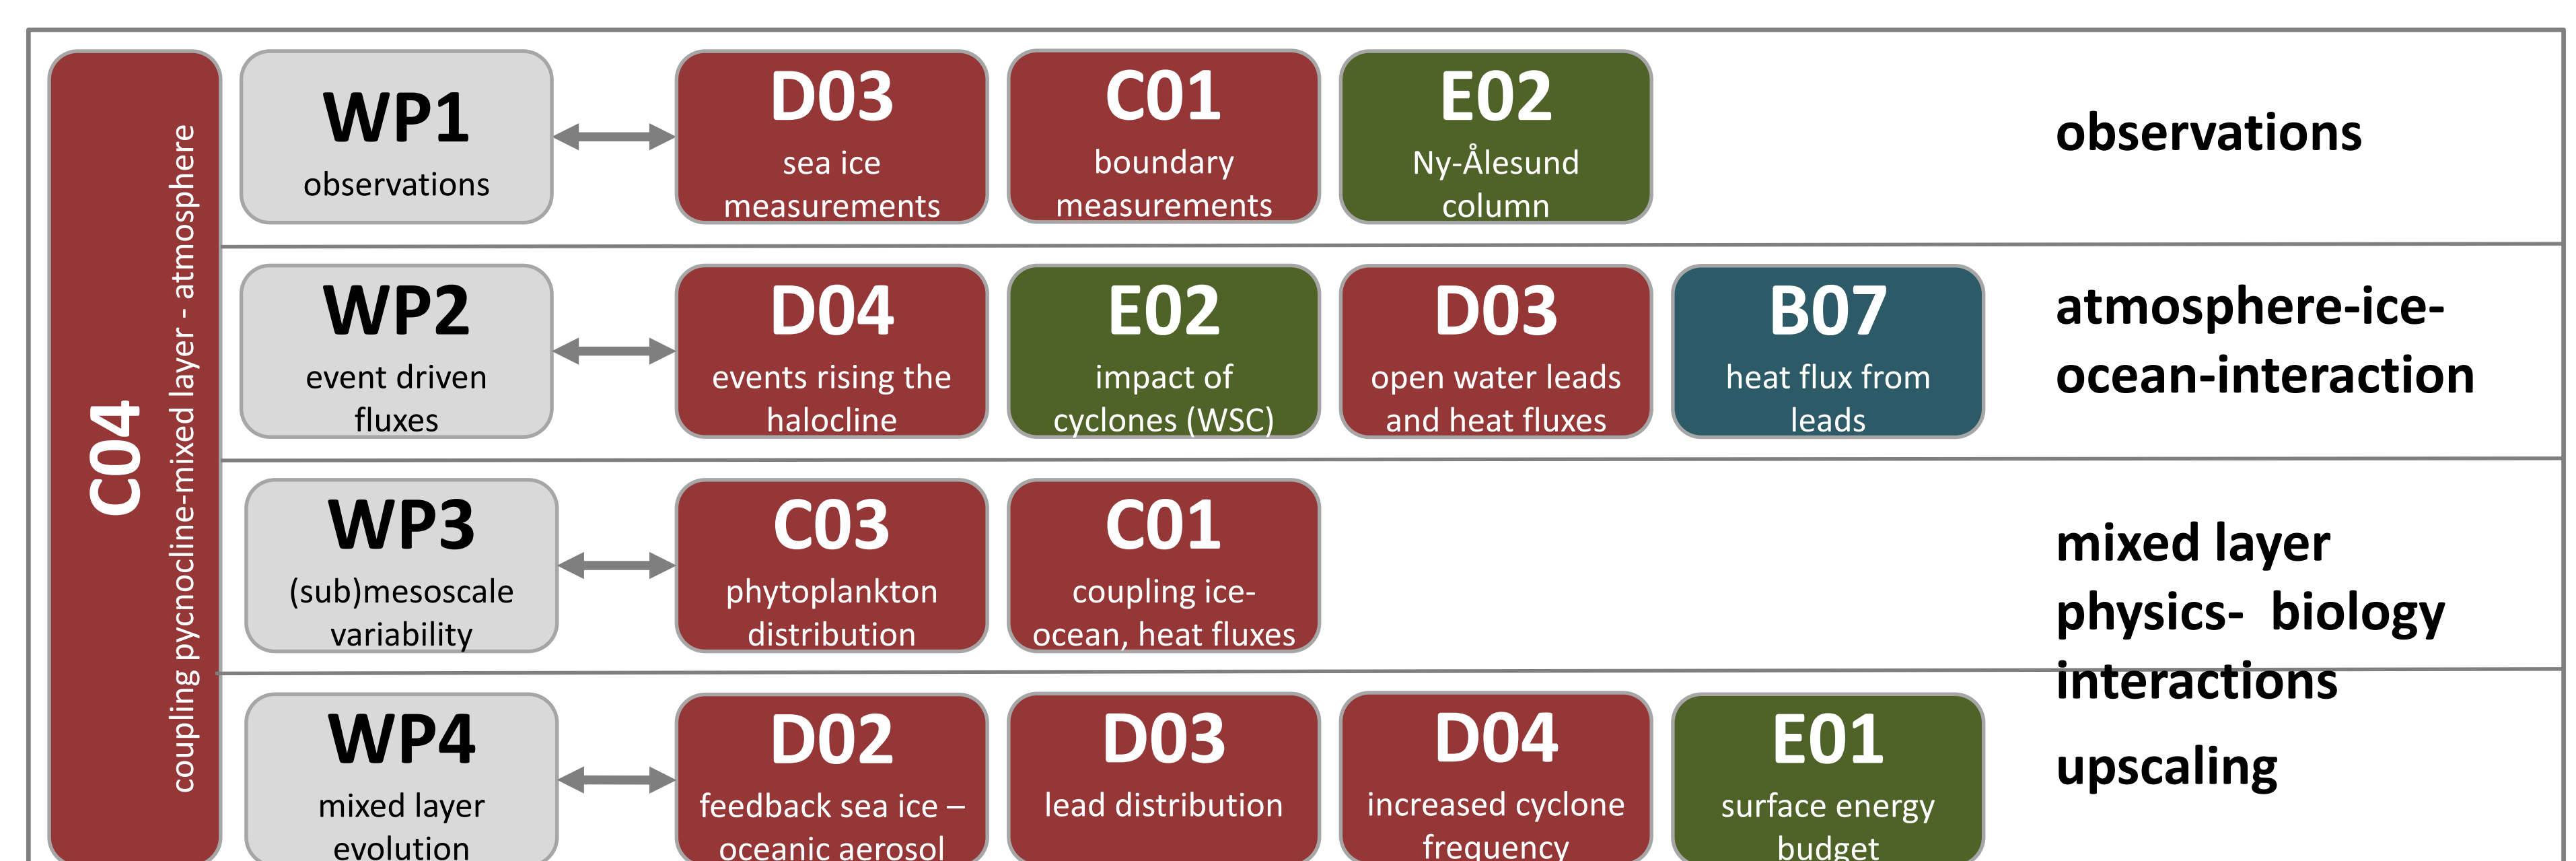 C04
coupling pycnocline-mixed layer - atmosphere
WP1
observations
D03
sea ice
measurements
C01
boundary
measurements
E02
Ny-Ålesund
column
observations
WP2
event driven
fluxes
D04
events rising the
halocline
E02
impact of
cyclones (WSC)
D03
open water leads
and heat fluxes
B07
heat flux from
leads
atmosphere-ice-
ocean-interaction
WP3
(sub)mesoscale
variability
C03
phytoplankton
distribution
C01
coupling ice-
ocean, heat fluxes
mixed layer
physics-  biology
interactions
WP4
mixed layer
evolution
D02
feedback sea ice –
oceanic aerosol
D03
lead distribution
D04
increased cyclone
frequency
E01
surface energy
budget
upscaling